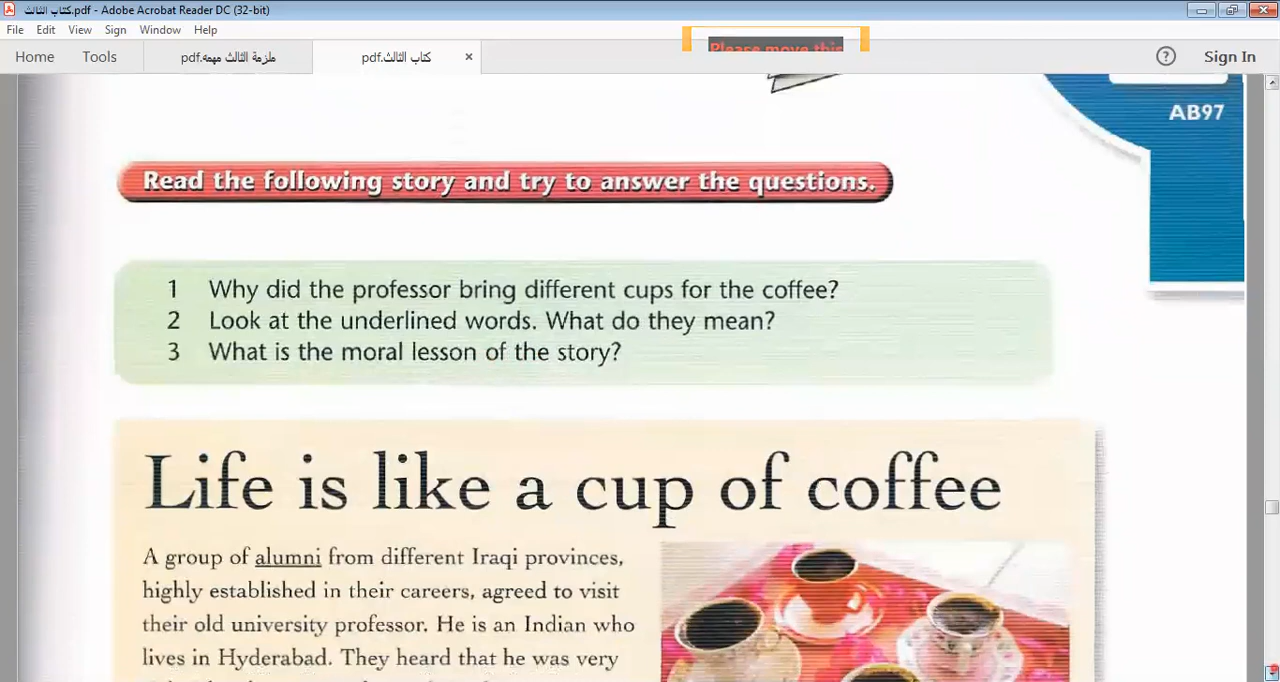 كتاب الثالث.pdf - Adobe Acrobat Reader DC (32-bit)
File Edit View Sign Window Help
Please move this
Home Tools ملزمة الثالث مهمه.pdf كتاب الثالث.pdf × ? Sign In
AB97
Read the following story and try to answer the questions.
1 Why did the professor bring different cups for the coffee?
2 Look at the underlined words. What do they mean?
3 What is the moral lesson of the story?
Life is like a cup of coffee
A group of alumni from different Iraqi provinces,
highly established in their careers, agreed to visit
their old university professor. He is an Indian who
lives in Hyderabad. They heard that he was very